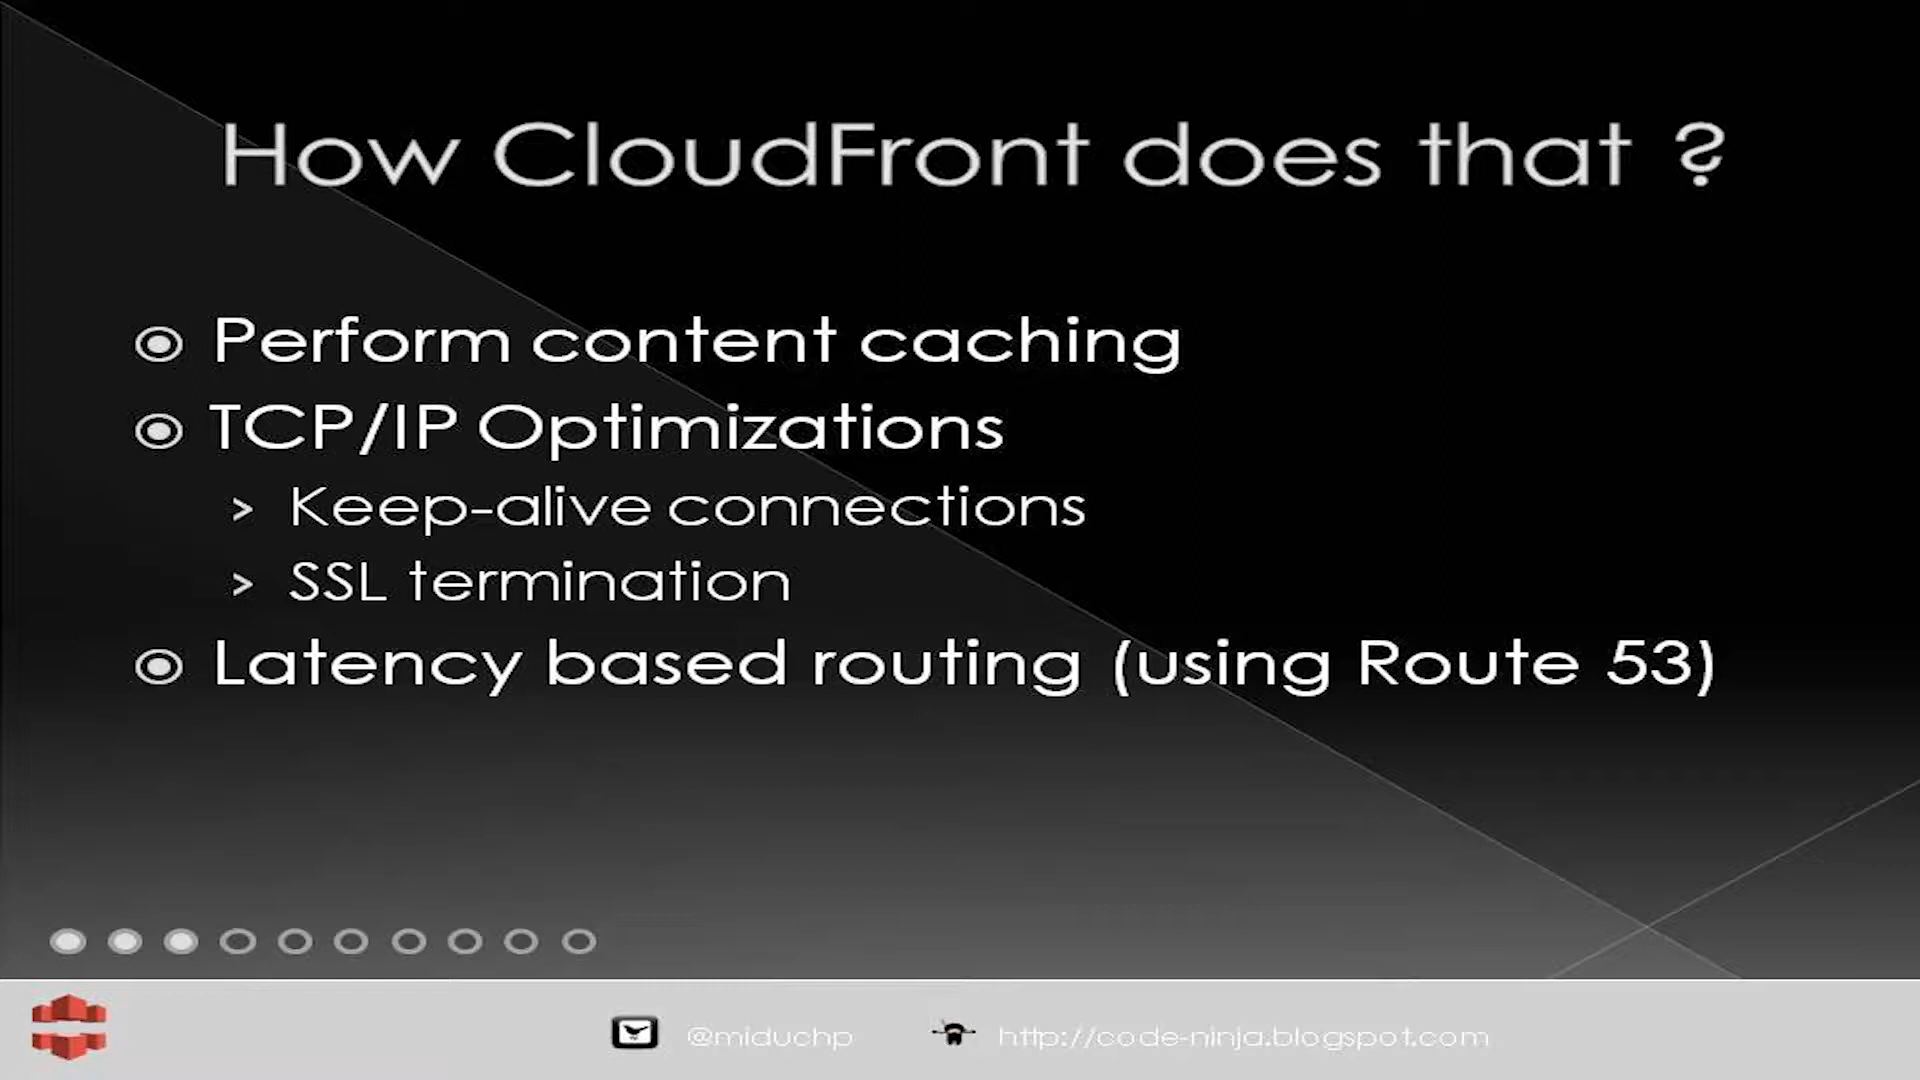 How CloudFront does that ?
Perform content caching
TCP/IP Optimizations
> Keep-alive connections
> SSL termination
Latency based routing (using Route 53)
@miduchp
http://code-ninja.blogspot.com